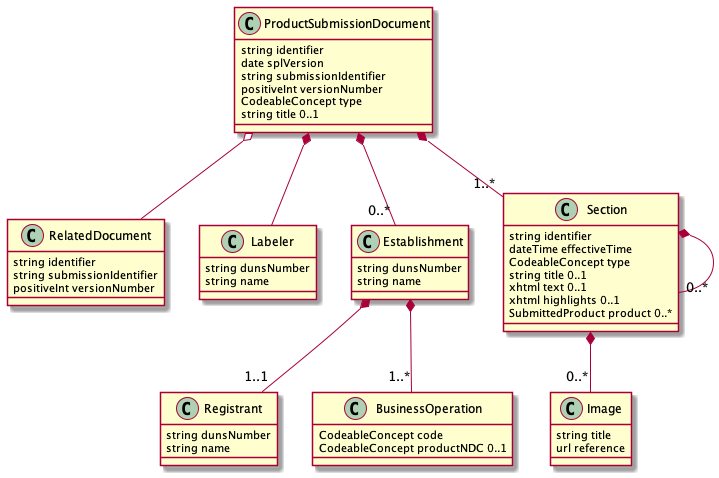 C ProductSubmissionDocument
string identifier
date splVersion
string submissionIdentifier
positiveInt versionNumber
CodeableConcept type
string title 0..1
1..*
0..*
C RelatedDocument
string identifier
string submissionIdentifier
positiveInt versionNumber
C Labeler
string dunsNumber
string name
C Establishment
string dunsNumber
string name
C Section
string identifier
dateTime effectiveTime
CodeableConcept type
string title 0..1
xhtml text 0..1
xhtml highlights 0..1
SubmittedProduct product 0..*
0..*
1..1
1..*
0..*
C Registrant
string dunsNumber
string name
C BusinessOperation
CodeableConcept code
CodeableConcept productNDC 0..1
C Image
string title
url reference